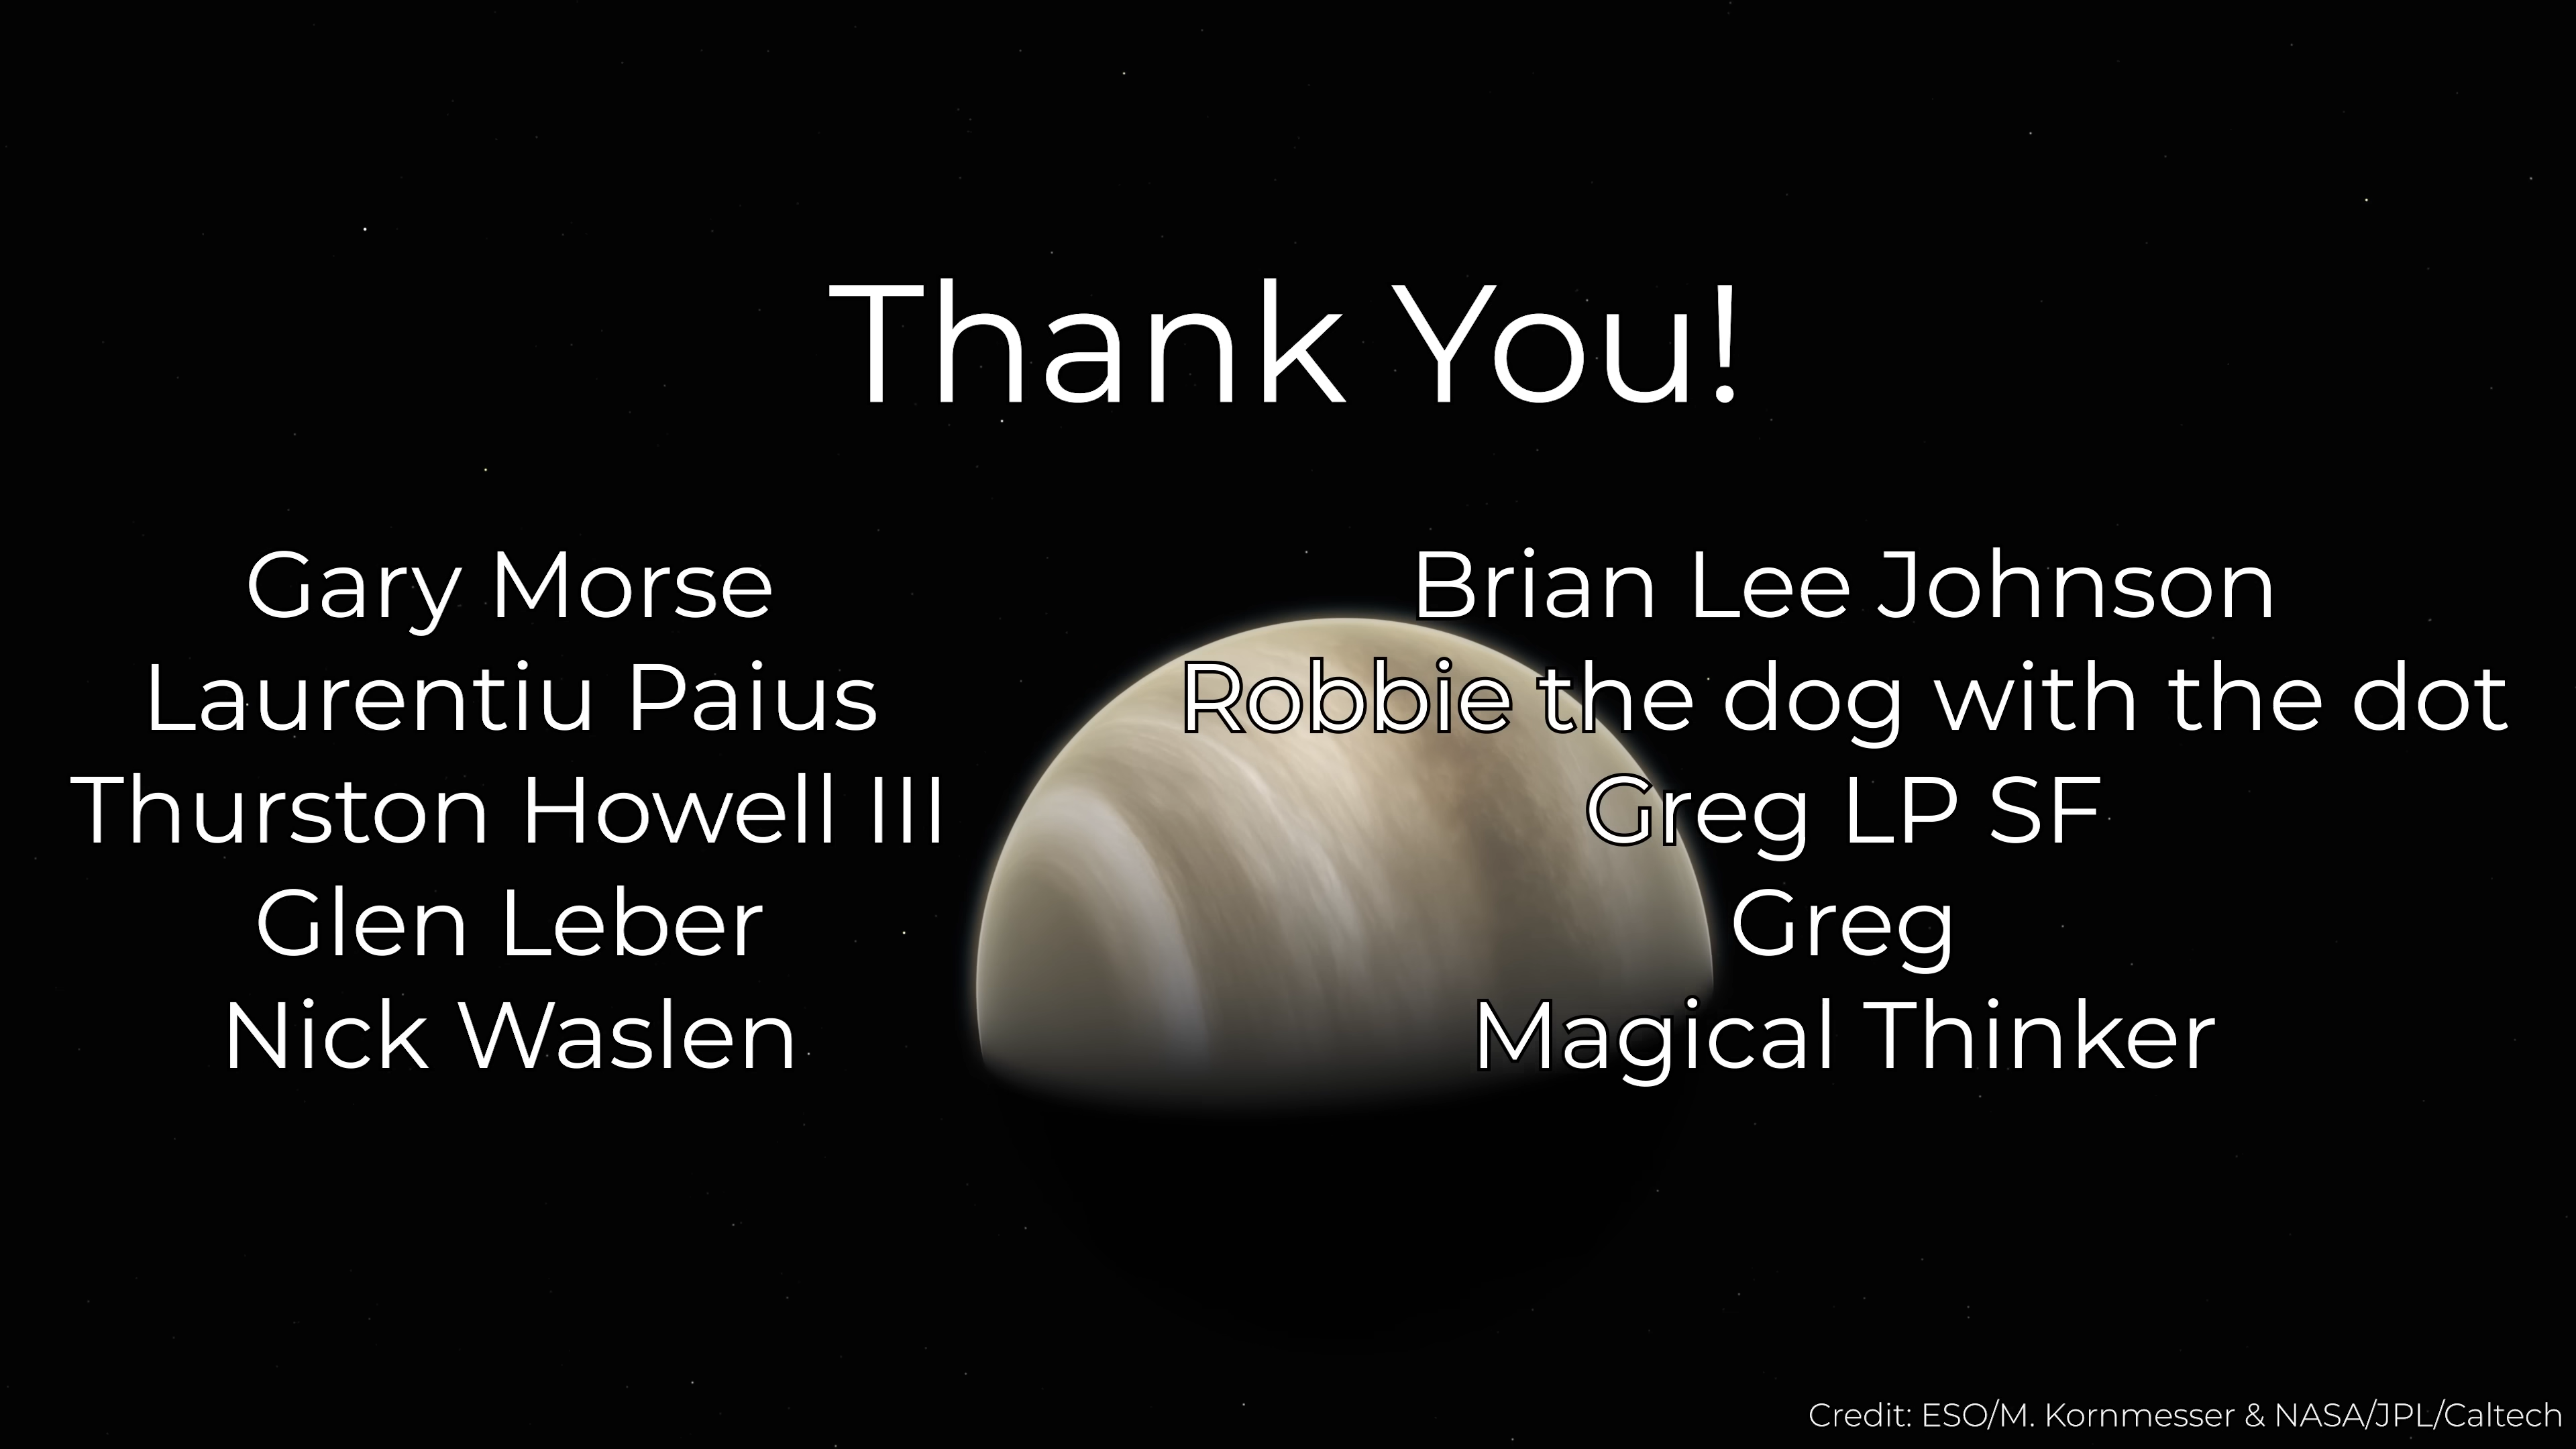 Thank You!
Gary Morse
Laurentiu Paius
Thurston Howell III
Glen Leber
Nick Waslen
Brian Lee Johnson
Robbie the dog with the dot
Greg LP SF
Greg
Magical Thinker
Credit: ESO/M. Kornmesser & NASA/JPL/Caltech